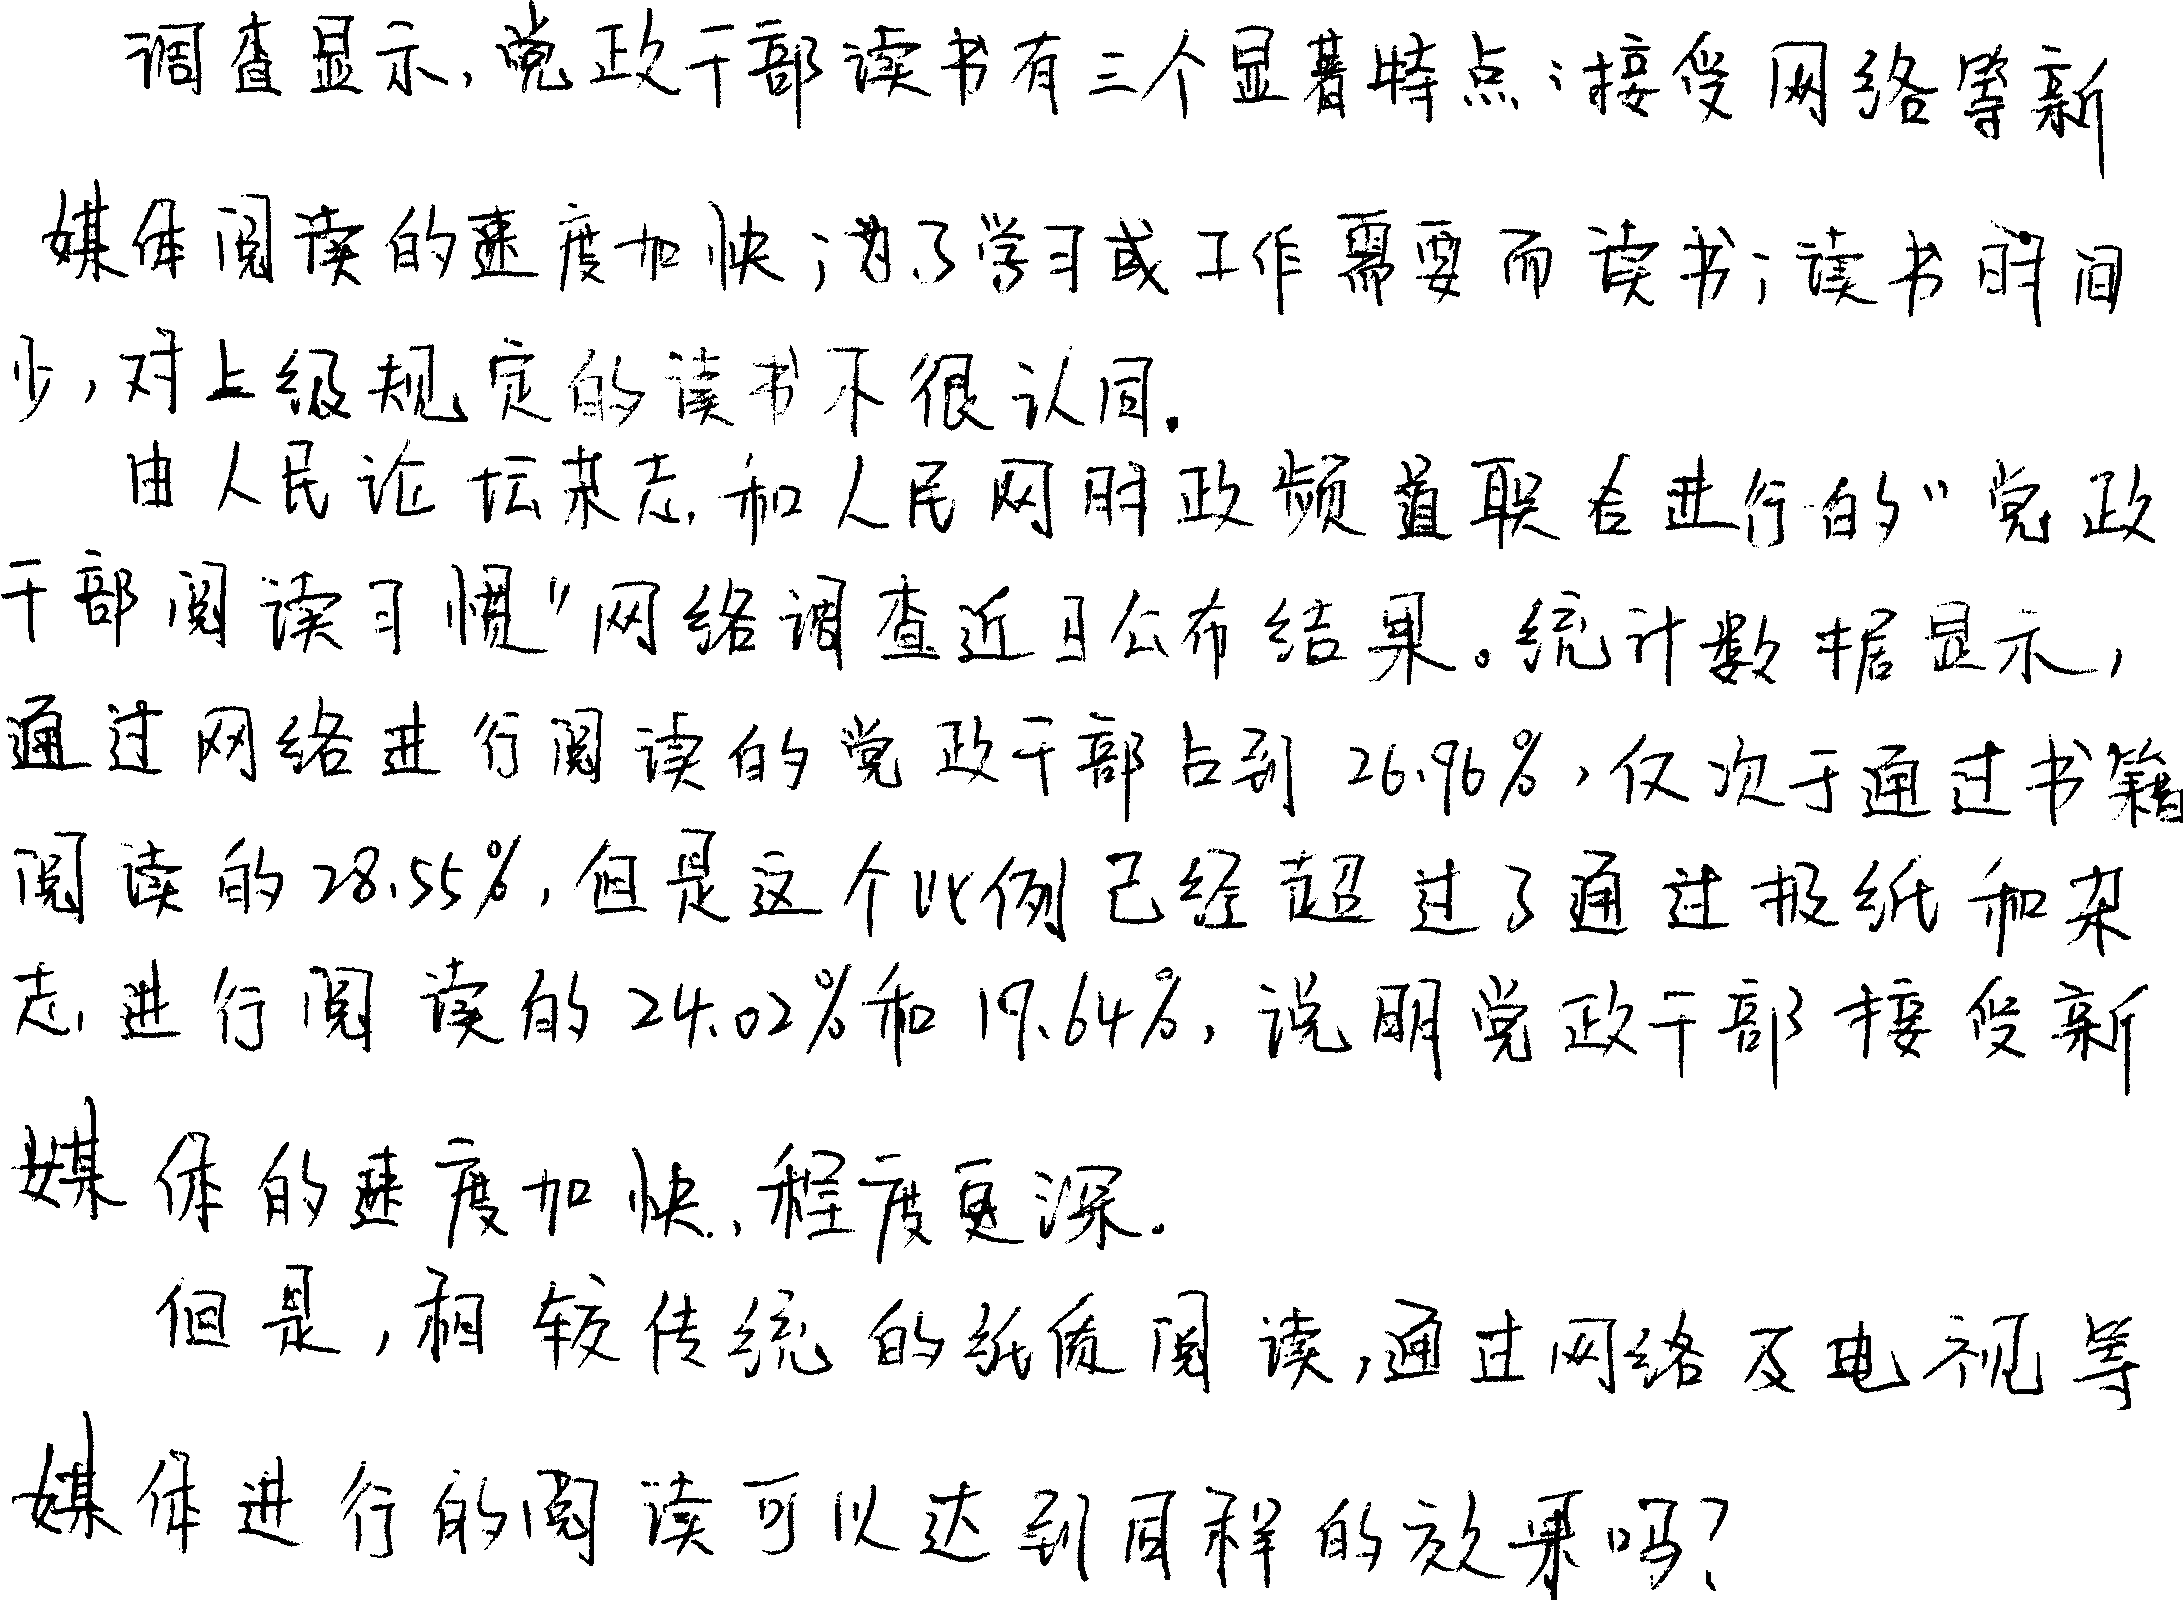 调查显示，党政干部读书有三个显著特点：接受网络等新
媒体阅读的速度加快；为了学习或工作需要而读书；读书时间
少，对上级规定的读书不很认同。
由人民论坛杂志和人民网时政频道联合进行的“党政
干部阅读习惯”网络调查近日公布结果。统计数据显示，
通过网络进行阅读的党政干部占到26.96%，仅次于通过书籍
阅读的28.55%，但是这个比例已经超过了通过报纸和杂
志进行阅读的24.02%和19.64%，说明党政干部接受新
媒体的速度加快，程度更深。
但是，相较传统的纸质阅读，通过网络及电视等
媒体进行的阅读可以达到同样的效果吗？